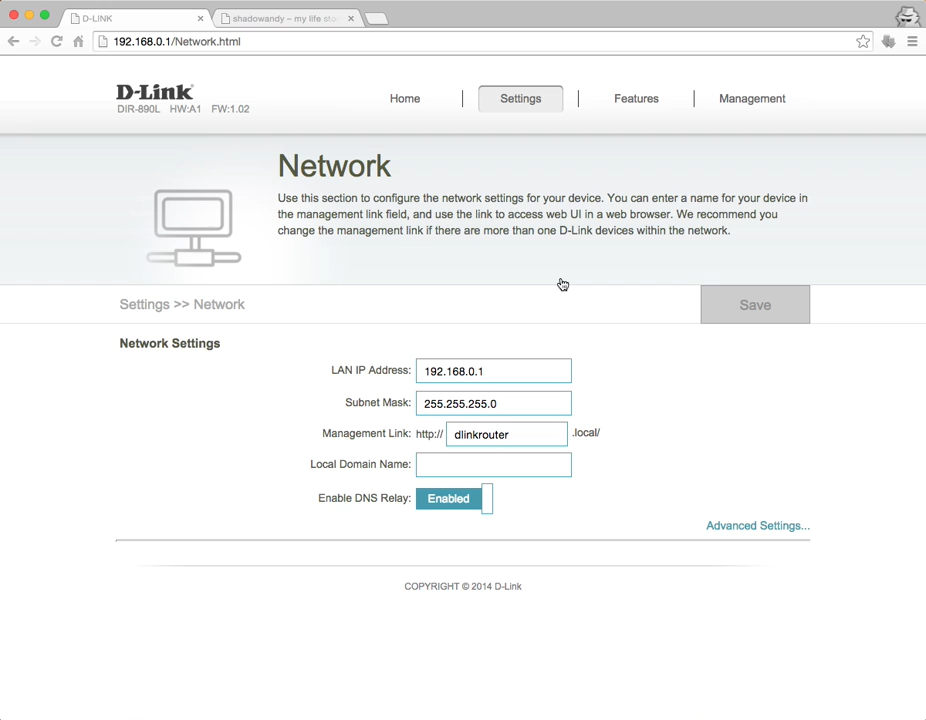 D-LINK
shadowandy – my life sto
192.168.0.1/Network.html
D-Link
DIR-890L HW:A1 FW:1.02
Home
Settings
Features
Management
Network
Use this section to configure the network settings for your device. You can enter a name for your device in
the management link field, and use the link to access web UI in a web browser. We recommend you
change the management link if there are more than one D-Link devices within the network.
Settings >> Network
Save
Network Settings
LAN IP Address: 192.168.0.1
Subnet Mask: 255.255.255.0
Management Link: http:// dlinkrouter .local/
Local Domain Name:
Enable DNS Relay: Enabled
Advanced Settings...
COPYRIGHT © 2014 D-Link